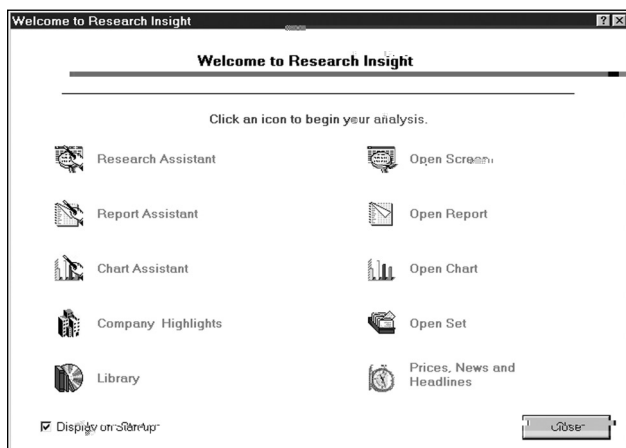 Welcome to Research Insight
Welcome to Research Insight
Click an icon to begin your analysis.
Research Assistant
Open Screen
Report Assistant
Open Report
Chart Assistant
Open Chart
Company Highlights
Open Set
Library
Prices, News and
Headlines
Display on Startup
Close